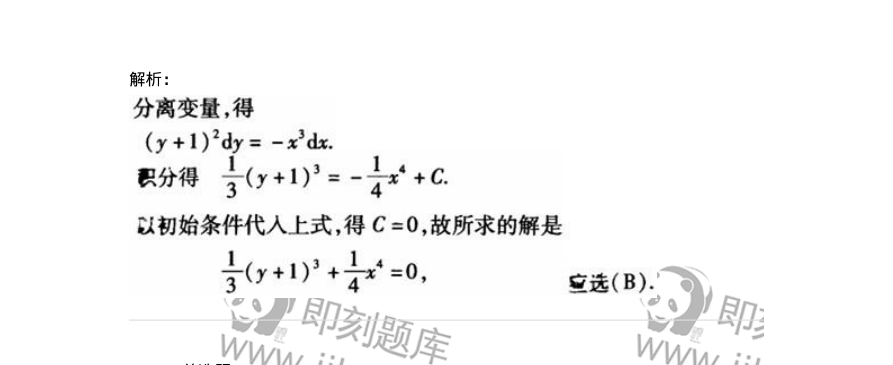 解析：
分离变量,得
(y+1)²dy = -x³dx.
积分得 1/3(y+1)³ = -1/4x⁴ + C.
以初始条件代入上式,得 C=0,故所求的解是
1/3(y+1)³ + 1/4x⁴ = 0,
应选(B).
即刻题库 即刻